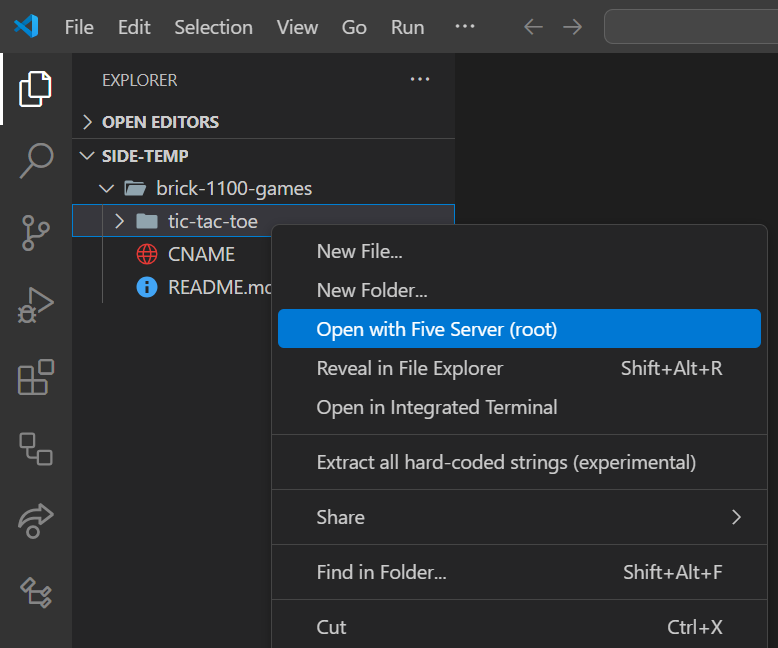 File Edit Selection View Go Run ...
EXPLORER ...
OPEN EDITORS
SIDE-TEMP
brick-1100-games
tic-tac-toe
CNAME
README.md
New File...
New Folder...
Open with Five Server (root)
Reveal in File Explorer Shift+Alt+R
Open in Integrated Terminal
Extract all hard-coded strings (experimental)
Share
Find in Folder... Shift+Alt+F
Cut Ctrl+X